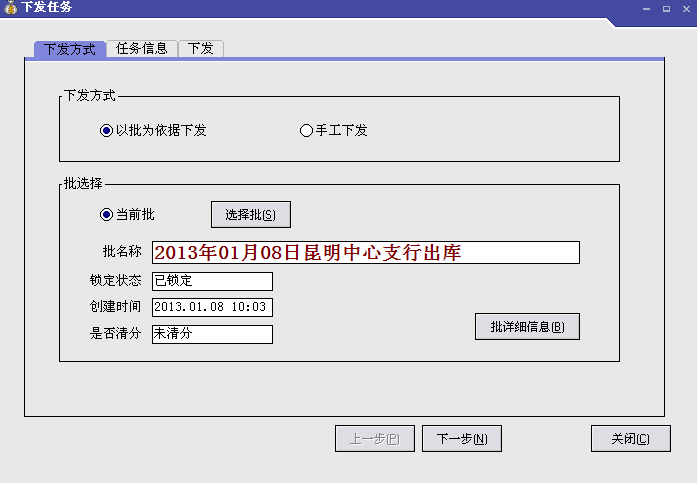 下发任务
下发方式 任务信息 下发
下发方式
以批为依据下发 手工下发
批选择
当前批 选择批(S)
批名称 2013年01月08日昆明中心支行出库
锁定状态 已锁定
创建时间 2013.01.08 10:03
是否清分 未清分
批详细信息(B)
上一步(P) 下一步(N) 关闭(C)